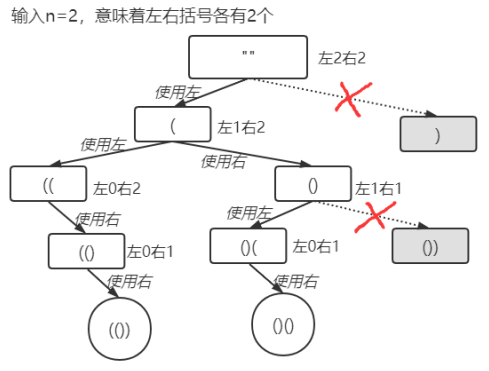 输入n=2，意味着左右括号各有2个
""
左2右2
使用左
(
左1右2
)
使用左
使用右
((
左0右2
()
左1右1
使用右
使用左
(()
左0右1
()(
左0右1
())
使用右
使用右
(())
()()